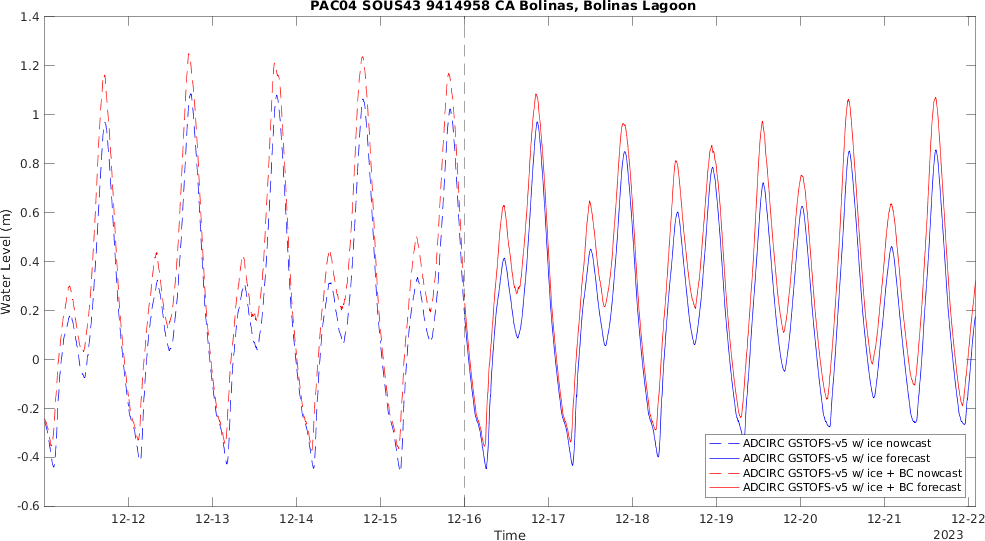 PAC04 SOUS43 9414958 CA Bolinas, Bolinas Lagoon
1.4
1.2
1
0.8
0.6
0.4
0.2
0
-0.2
-0.4
-0.6
Water Level (m)
ADCIRC GSTOFS-v5 w/ ice nowcast
ADCIRC GSTOFS-v5 w/ ice forecast
ADCIRC GSTOFS-v5 w/ ice + BC nowcast
ADCIRC GSTOFS-v5 w/ ice + BC forecast
12-12 12-13 12-14 12-15 12-16 12-17 12-18 12-19 12-20 12-21 12-22
Time
2023